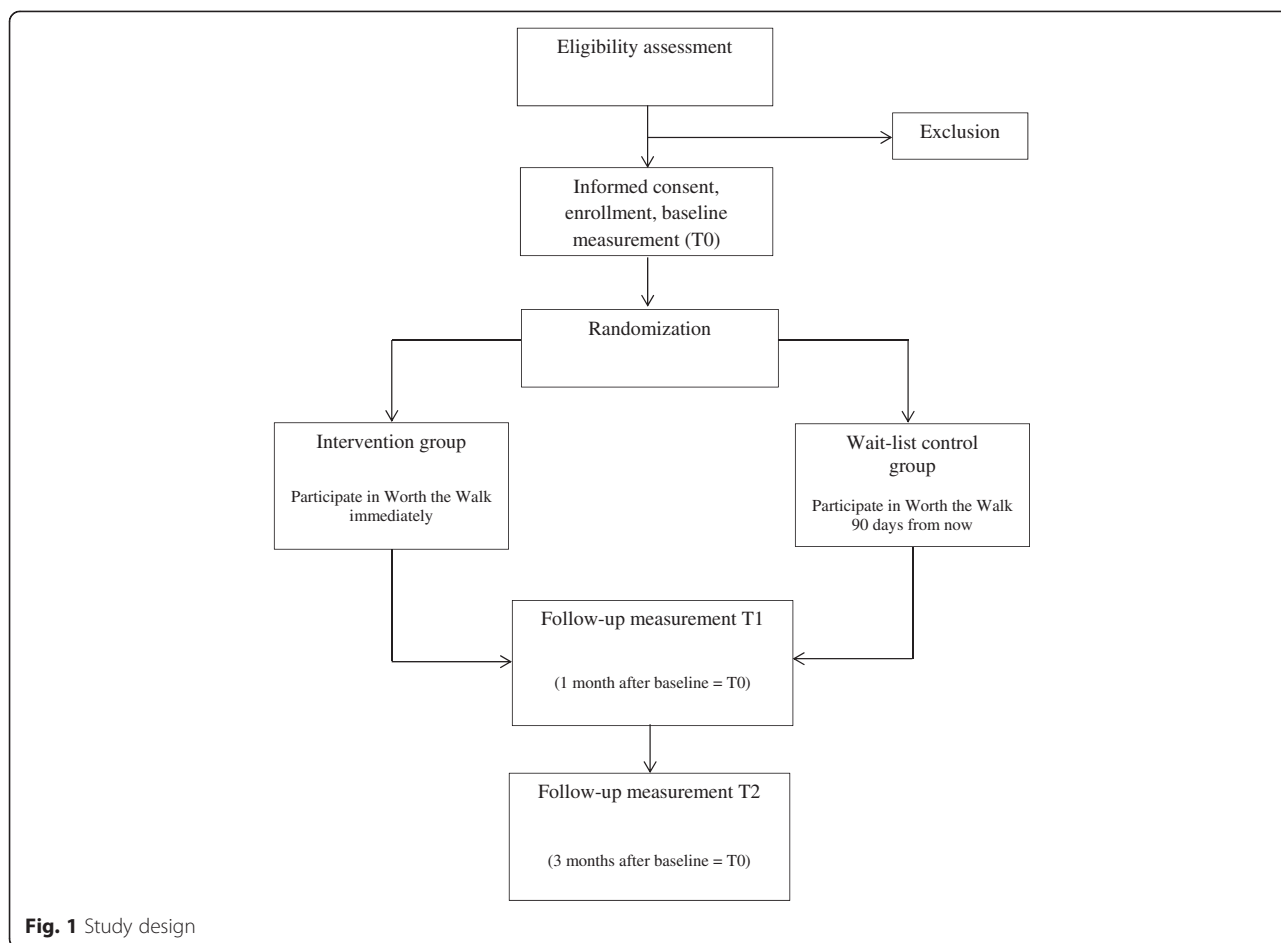 Eligibility assessment
Exclusion
Informed consent,
enrollment, baseline
measurement (T0)
Randomization
Intervention group
Participate in Worth the Walk
immediately
Wait-list control
group
Participate in Worth the Walk
90 days from now
Follow-up measurement T1
(1 month after baseline = T0)
Follow-up measurement T2
(3 months after baseline = T0)
Fig. 1 Study design